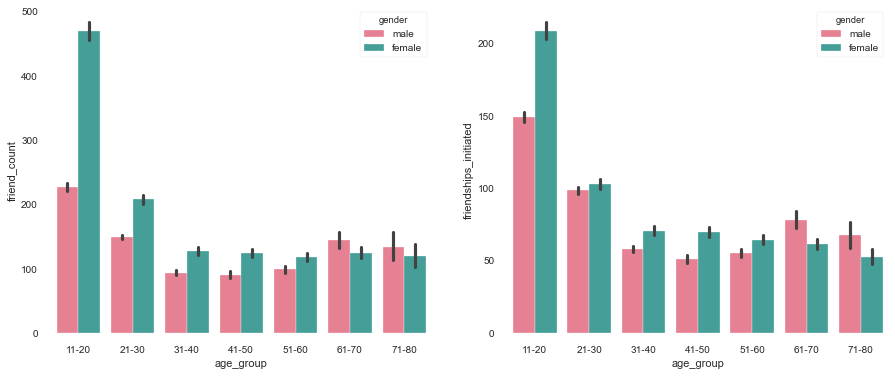 500
400
300
200
100
0
friend_count
11-20 21-30 31-40 41-50 51-60 61-70 71-80
age_group
gender
male
female
200
150
100
50
0
friendships_initiated
11-20 21-30 31-40 41-50 51-60 61-70 71-80
age_group
gender
male
female